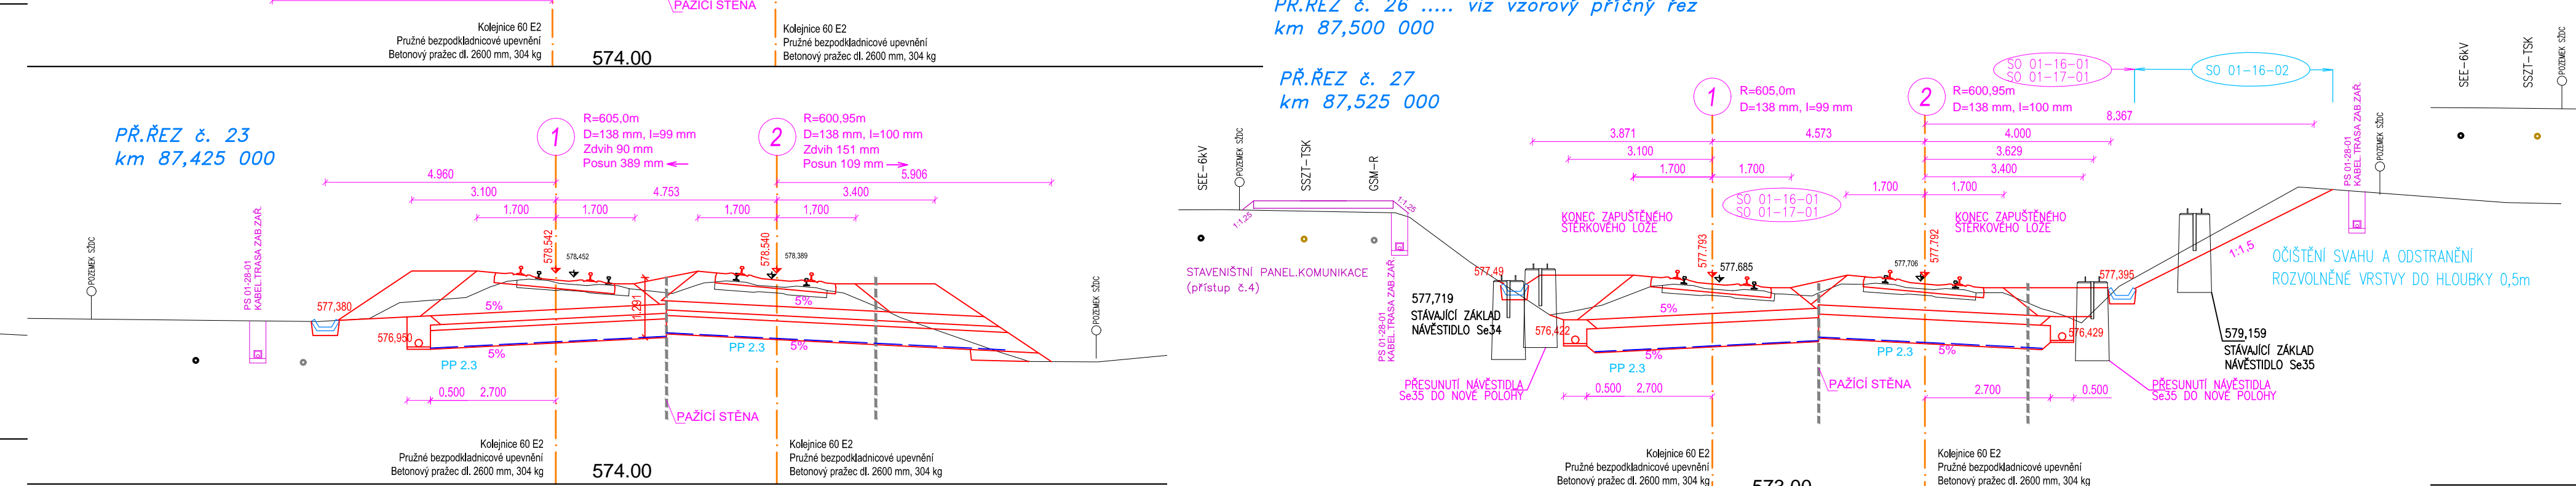 PAŽÍCÍ STĚNA
Kolejnice 60 E2
Pružné bezpodkladnicové upevnění
Betonový pražec dl. 2600 mm, 304 kg
574.00
Kolejnice 60 E2
Pružné bezpodkladnicové upevnění
Betonový pražec dl. 2600 mm, 304 kg
PŘ.ŘEZ č. 23
km 87,425 000
1
R=605,0m
D=138 mm, I=99 mm
Zdvih 90 mm
Posun 389 mm
2
R=600,95m
D=138 mm, I=100 mm
Zdvih 151 mm
Posun 109 mm
4.960
5.906
3.100
4.753
3.400
1.700
1.700
1,700
1,700
POZEMEK SŽDC
PS 01-28-01
KABEL.TRASA ZAB.ZAŘ.
578.542
578,452
578.540
578,389
POZEMEK SŽDC
577,380
576,950
5%
5%
1.291
5%
5%
PP 2.3
PP 2.3
0.500
2.700
PAŽÍCÍ STĚNA
Kolejnice 60 E2
Pružné bezpodkladnicové upevnění
Betonový pražec dl. 2600 mm, 304 kg
574.00
Kolejnice 60 E2
Pružné bezpodkladnicové upevnění
Betonový pražec dl. 2600 mm, 304 kg
PŘ.ŘEZ č. 26 ..... viz vzorový příčný řez
km 87,500 000
PŘ.ŘEZ č. 27
km 87,525 000
1
R=605,0m
D=138 mm, I=99 mm
2
R=600,95m
D=138 mm, I=100 mm
SO 01-16-01
SO 01-17-01
SO 01-16-02
8.367
3.871
4.573
4.000
3.100
3.629
1.700
1.700
3.400
1.700
1.700
SEE-6kV
POZEMEK SŽDC
SSZT-TSK
GSM-R
1:1,25
1:1,25
SO 01-16-01
SO 01-17-01
KONEC ZAPUŠTĚNÉHO
ŠTĚRKOVÉHO LOŽE
KONEC ZAPUŠTĚNÉHO
ŠTĚRKOVÉHO LOŽE
PS 01-28-01
KABEL.TRASA ZAB.ZAŘ.
POZEMEK SŽDC
SEE-6kV
SSZT-TSK
POZEMEK SŽDC
STAVENIŠTNÍ PANEL.KOMUNIKACE
(přístup č.4)
PS 01-28-01
KABEL.TRASA ZAB.ZAŘ.
577,49
577.793
577,685
577,706
577.792
577,395
1:1,5
OČIŠTĚNÍ SVAHU A ODSTRANĚNÍ
ROZVOLNĚNÉ VRSTVY DO HLOUBKY 0,5m
577,719
STÁVAJÍCÍ ZÁKLAD
NÁVĚSTIDLO Se34
576,422
5%
5%
5%
PP 2.3
PP 2.3
576,429
579,159
STÁVAJÍCÍ ZÁKLAD
NÁVĚSTIDLO Se35
PŘESUNUTÍ NÁVĚSTIDLA
Se35 DO NOVÉ POLOHY
0.500
2.700
PAŽÍCÍ STĚNA
2.700
0.500
PŘESUNUTÍ NÁVĚSTIDLA
Se35 DO NOVÉ POLOHY
Kolejnice 60 E2
Pružné bezpodkladnicové upevnění
Betonový pražec dl. 2600 mm, 304 kg
573.00
Kolejnice 60 E2
Pružné bezpodkladnicové upevnění
Betonový pražec dl. 2600 mm, 304 kg